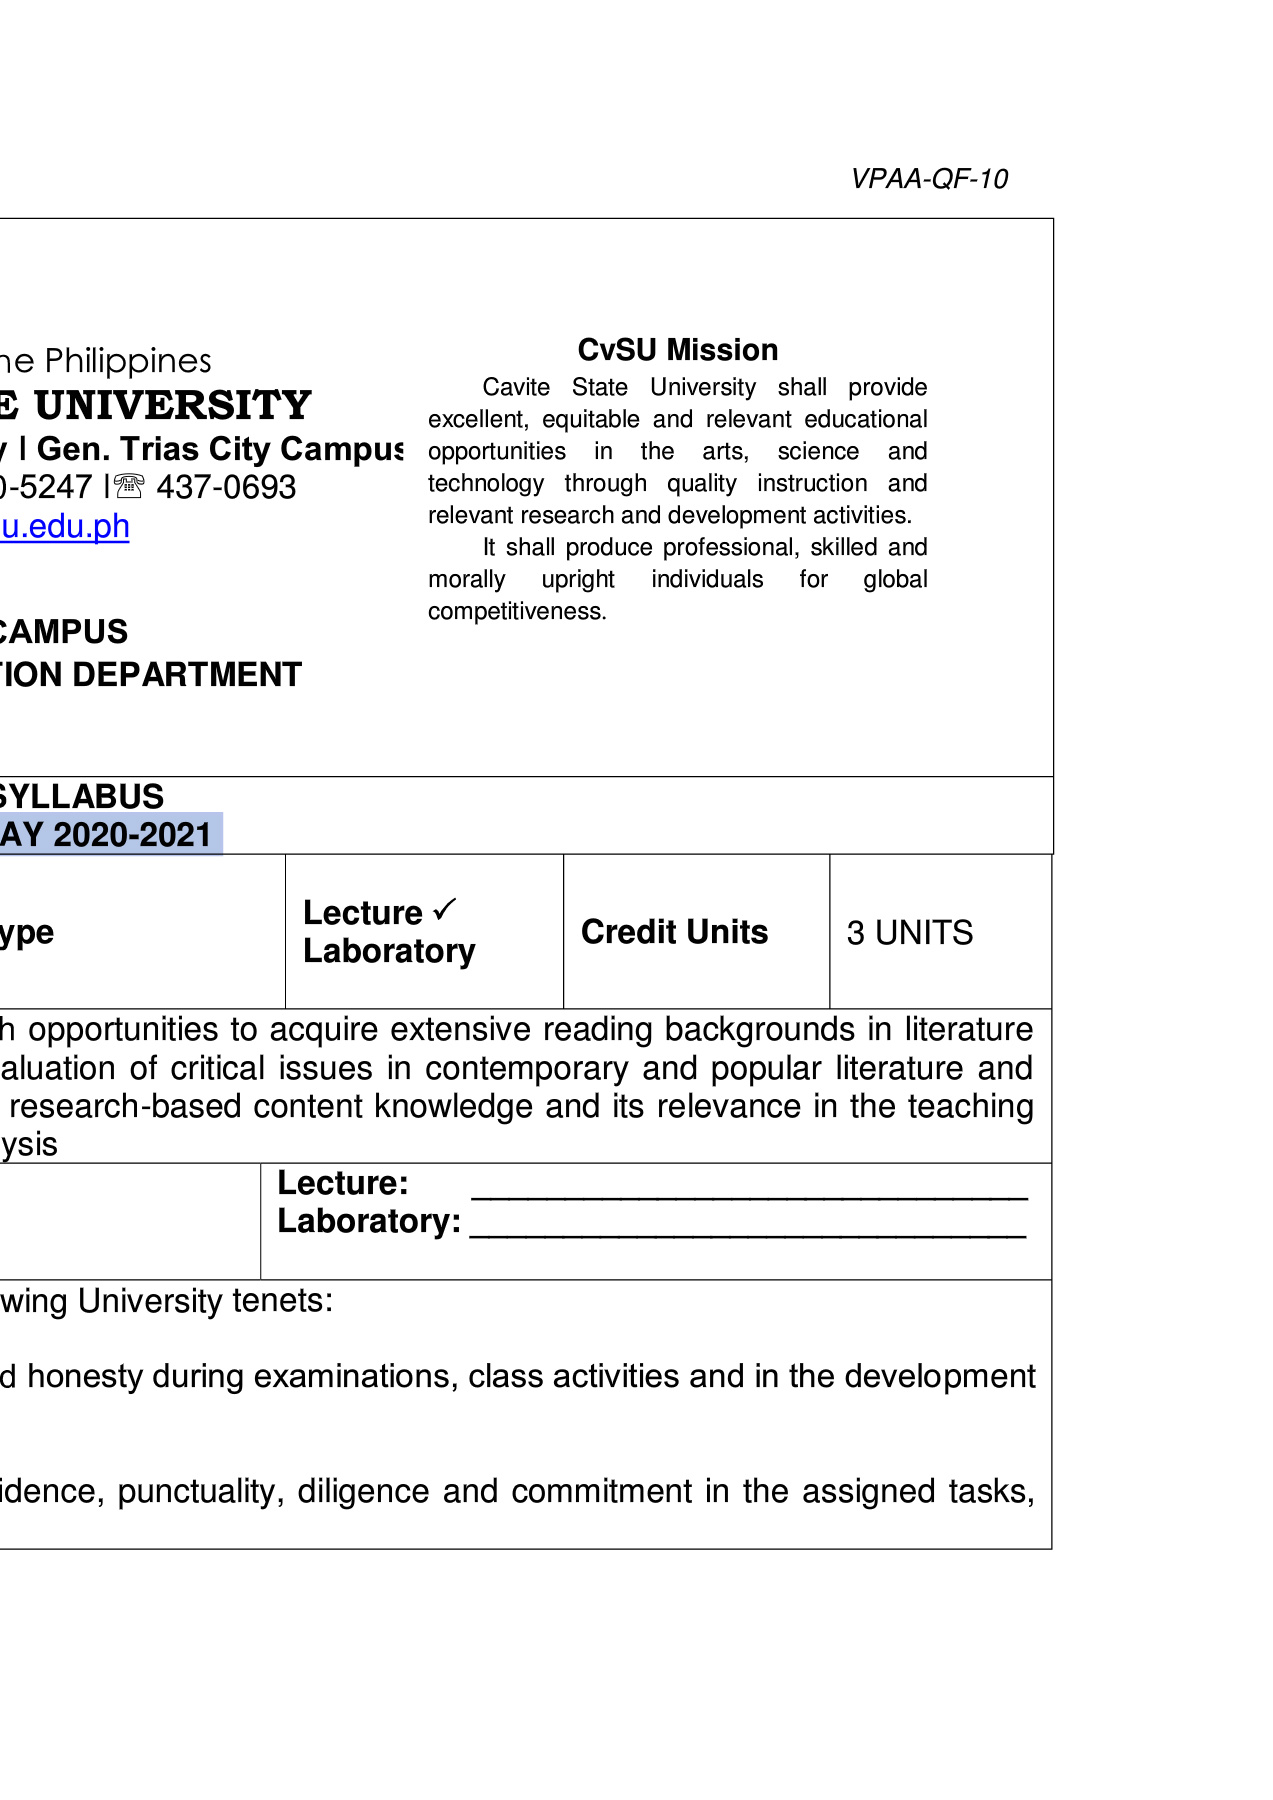 VPAA-QF-10
ne Philippines
E UNIVERSITY
y | Gen. Trias City Campus
0-5247 |☏ 437-0693
u.edu.ph
CAMPUS
TION DEPARTMENT
CvSU Mission
Cavite State University shall provide
excellent, equitable and relevant educational
opportunities in the arts, science and
technology through quality instruction and
relevant research and development activities.
It shall produce professional, skilled and
morally upright individuals for global
competitiveness.
SYLLABUS
AY 2020-2021
ype
Lecture ✓
Laboratory
Credit Units
3 UNITS
h opportunities to acquire extensive reading backgrounds in literature
aluation of critical issues in contemporary and popular literature and
research-based content knowledge and its relevance in the teaching
ysis
Lecture: ______________________________
Laboratory: ______________________________
wing University tenets:
d honesty during examinations, class activities and in the development
idence, punctuality, diligence and commitment in the assigned tasks,